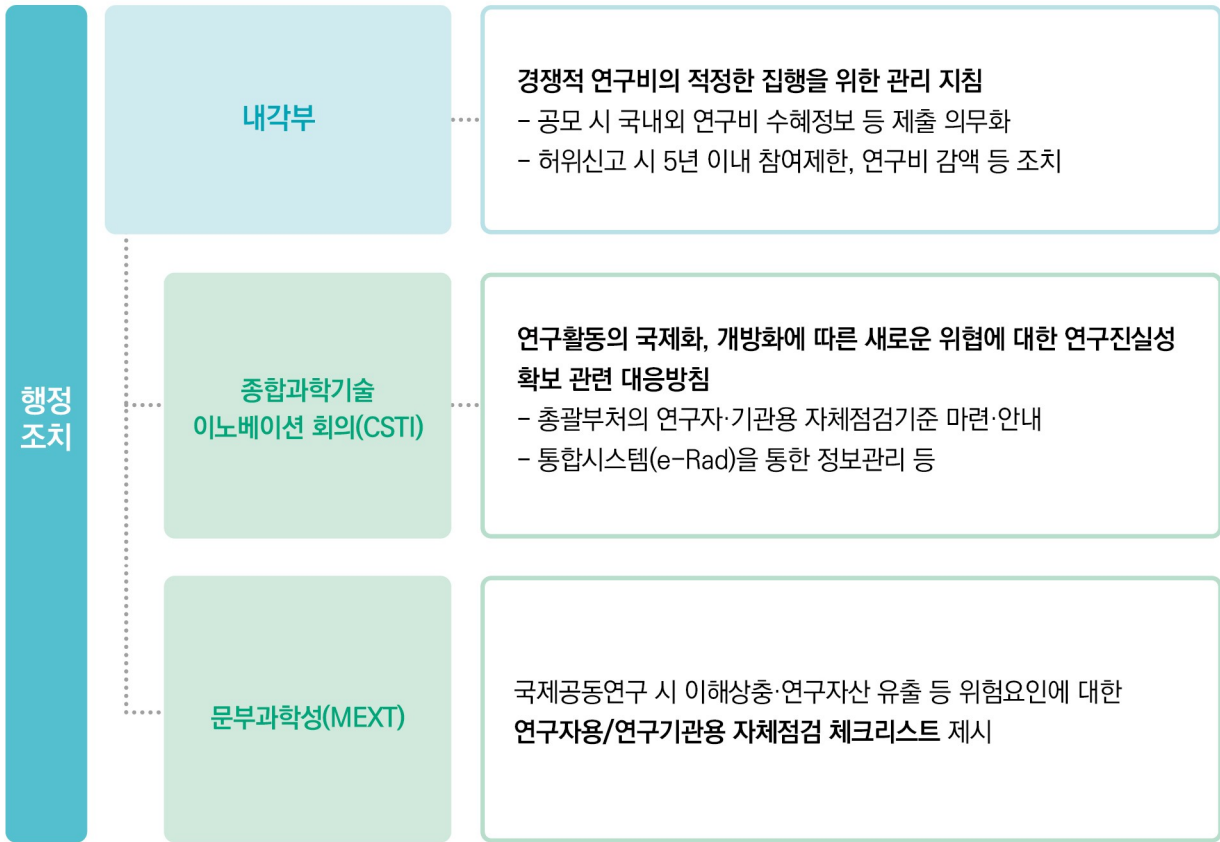 행정
조치
내각부
경쟁적 연구비의 적정한 집행을 위한 관리 지침
- 공모 시 국내외 연구비 수혜정보 등 제출 의무화
- 허위신고 시 5년 이내 참여제한, 연구비 감액 등 조치
종합과학기술
이노베이션 회의(CSTI)
연구활동의 국제화, 개방화에 따른 새로운 위협에 대한 연구진실성
확보 관련 대응방침
- 총괄부처의 연구자·기관용 자체점검기준 마련·안내
- 통합시스템(e-Rad)을 통한 정보관리 등
문부과학성(MEXT)
국제공동연구 시 이해상충·연구자산 유출 등 위험요인에 대한
연구자용/연구기관용 자체점검 체크리스트 제시